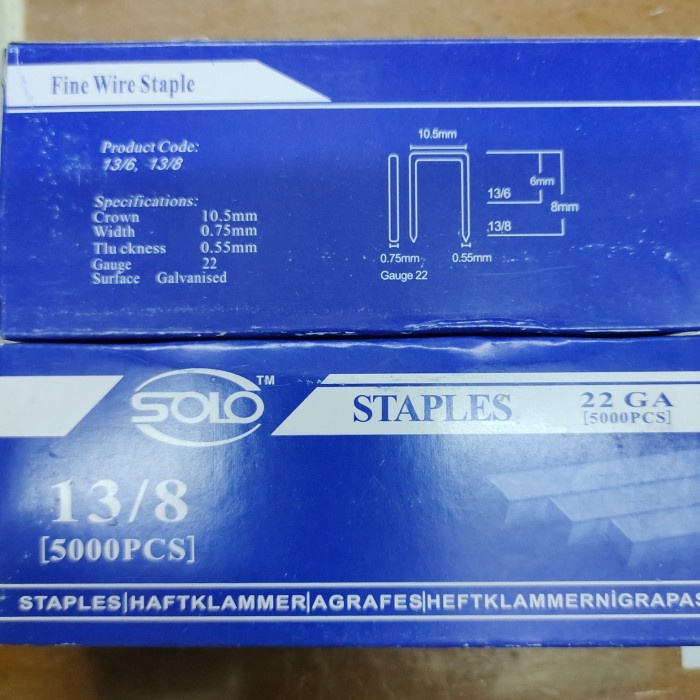 Fine Wire Staple
Product Code:
13/6, 13/8
Specifications:
Crown 10.5mm
Width 0.75mm
Tlu ckness 0.55mm
Gauge 22
Surface Galvanised
10.5mm
6mm
13/6
8mm
13/8
0.75mm 0.55mm
Gauge 22
SOLO TM
STAPLES
22 GA
[5000PCS]
13/8
[5000PCS]
STAPLES|HAFTKLAMMER|AGRAFES|HEFTKLAMMERNİGRAPAS